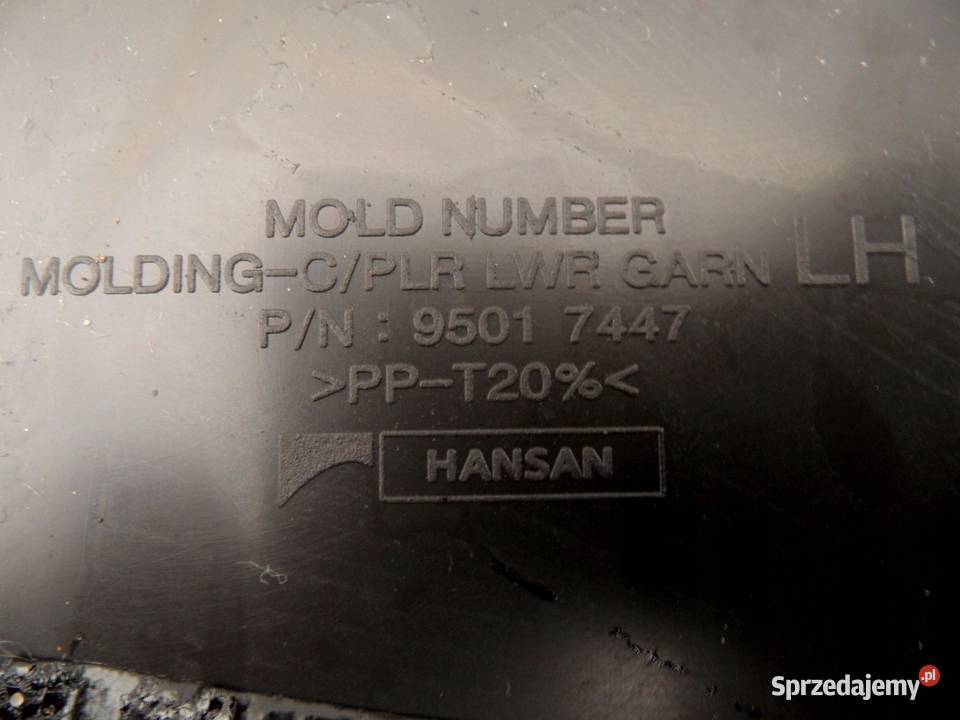 MOLD NUMBER
MOLDING-C/PLR LWR GARN LH
P/N : 9501 7447
>PP-T20%<
HANSAN
Sprzedajemy.pl